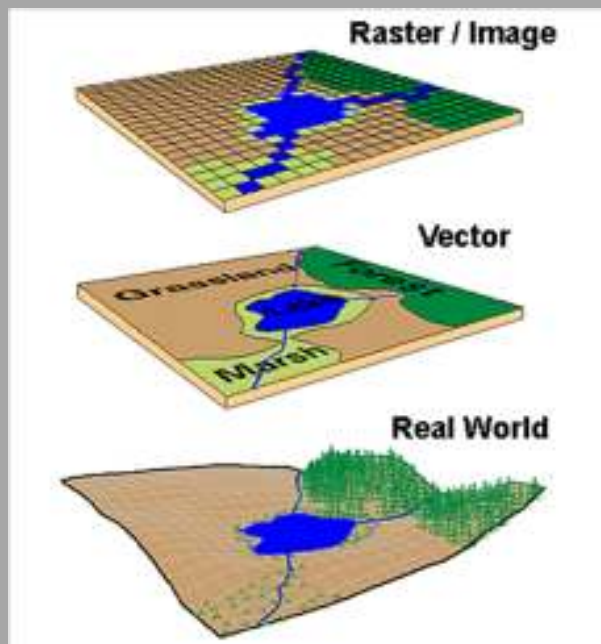 Raster / Image
Vector
Grassland
Forest
Lake
Marsh
Real World